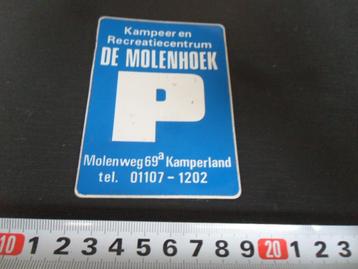 Kampeer en
Recreatiecentrum
DE MOLENHOEK
P
Molenweg 69a Kamperland
tel. 01107-1202
10 1 2 3 4 5 6 7 8 9 20 1 2 3